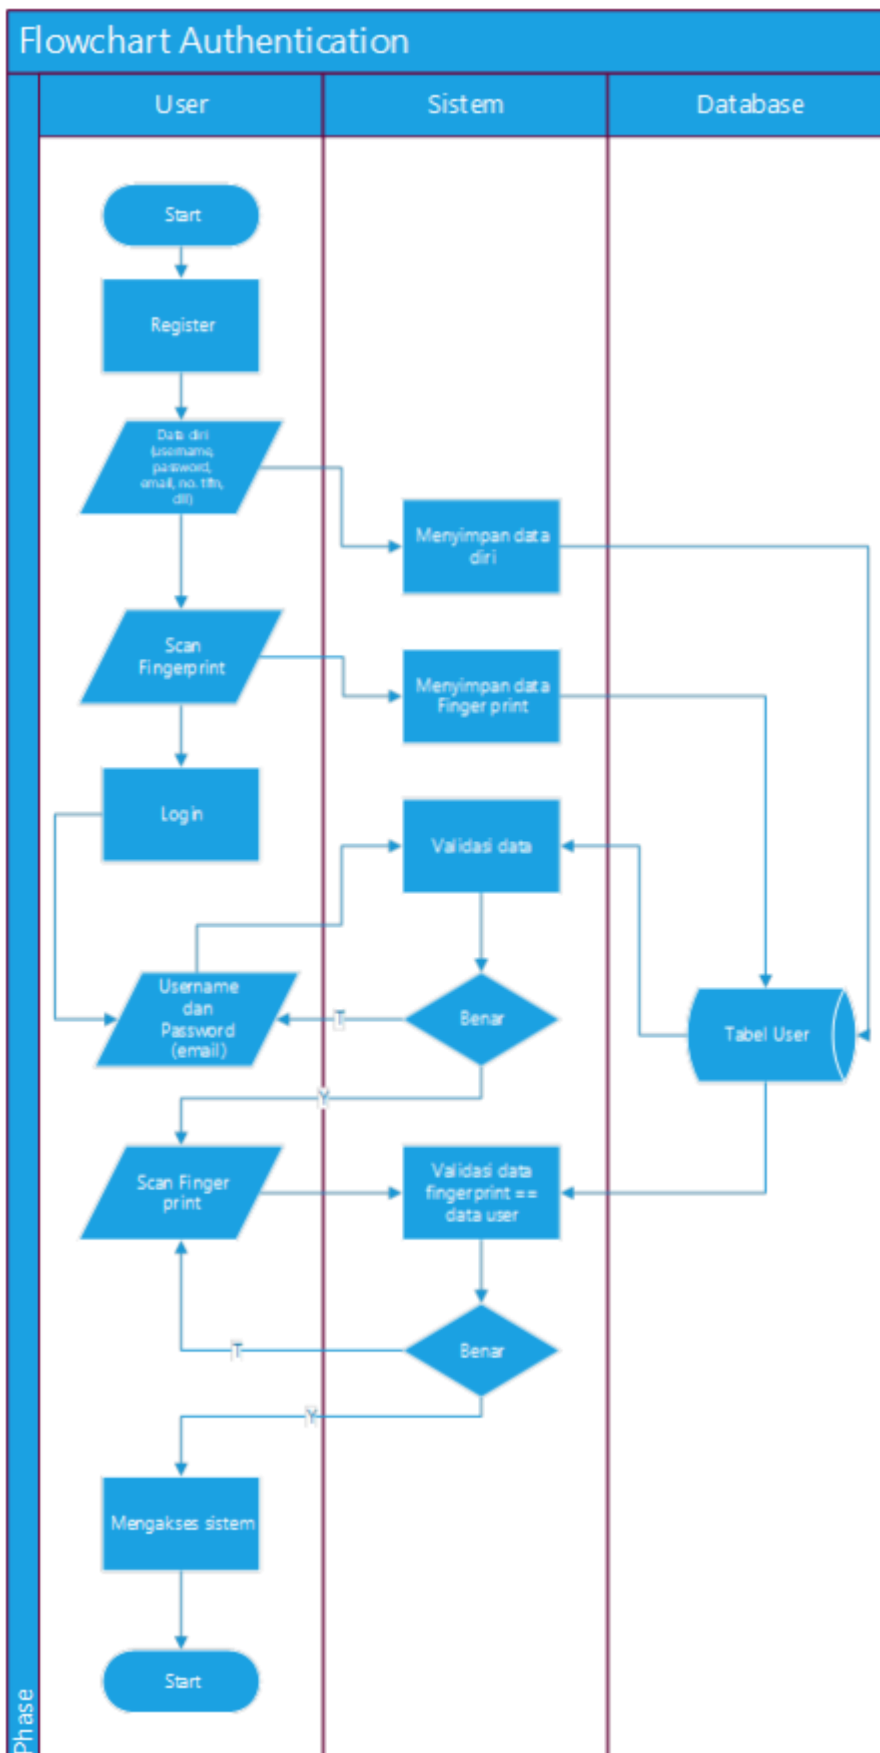 Flowchart Authentication
User
Sistem
Database
Start
Register
Data diri
(username,
password,
email, no. tlfn,
dll)
Menyimpan data
diri
Scan
Fingerprint
Menyimpan data
Finger print
Login
Validasi data
Username
dan
Password
(email)
T
Benar
Tabel User
Y
Scan Finger
print
Validasi data
fingerprint ==
data user
T
Benar
Y
Mengakses sistem
Start
Phase